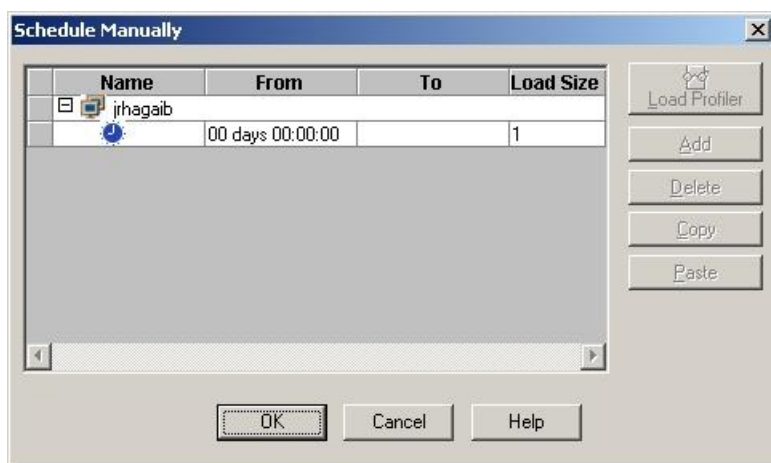 Schedule Manually
Name From To Load Size
jrhagaib
00 days 00:00:00 1
Load Profiler
Add
Delete
Copy
Paste
OK Cancel Help